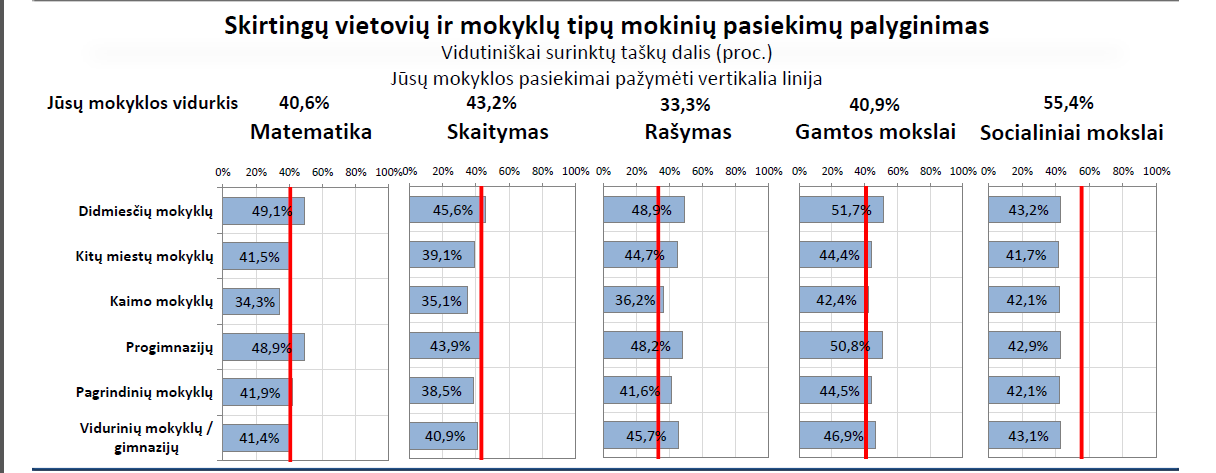 Skirtingų vietovių ir mokyklų tipų mokinių pasiekimų palyginimas
Vidutiniškai surinktų taškų dalis (proc.)
Jūsų mokyklos pasiekimai pažymėti vertikalia linija
Jūsų mokyklos vidurkis 40,6% 43,2% 33,3% 40,9% 55,4%
Matematika Skaitymas Rašymas Gamtos mokslai Socialiniai mokslai
0% 20% 40% 60% 80% 100% 0% 20% 40% 60% 80% 100% 0% 20% 40% 60% 80% 100% 0% 20% 40% 60% 80% 100% 0% 20% 40% 60% 80% 100%
Didmiesčių mokyklų 49,1% 45,6% 48,9% 51,7% 43,2%
Kitų miestų mokyklų 41,5% 39,1% 44,7% 44,4% 41,7%
Kaimo mokyklų 34,3% 35,1% 36,2% 42,4% 42,1%
Progimnazijų 48,9% 43,9% 48,2% 50,8% 42,9%
Pagrindinių mokyklų 41,9% 38,5% 41,6% 44,5% 42,1%
Vidurinių mokyklų /
gimnazijų 41,4% 40,9% 45,7% 46,9% 43,1%